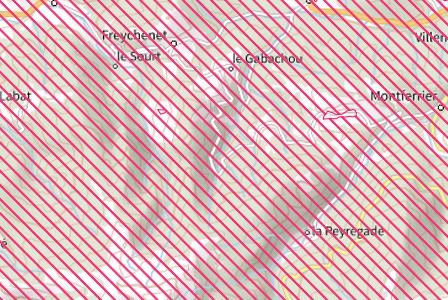 Freychenet
le Sourt
le Gabachou
Villen
Labat
Montferrier
la Peyregade